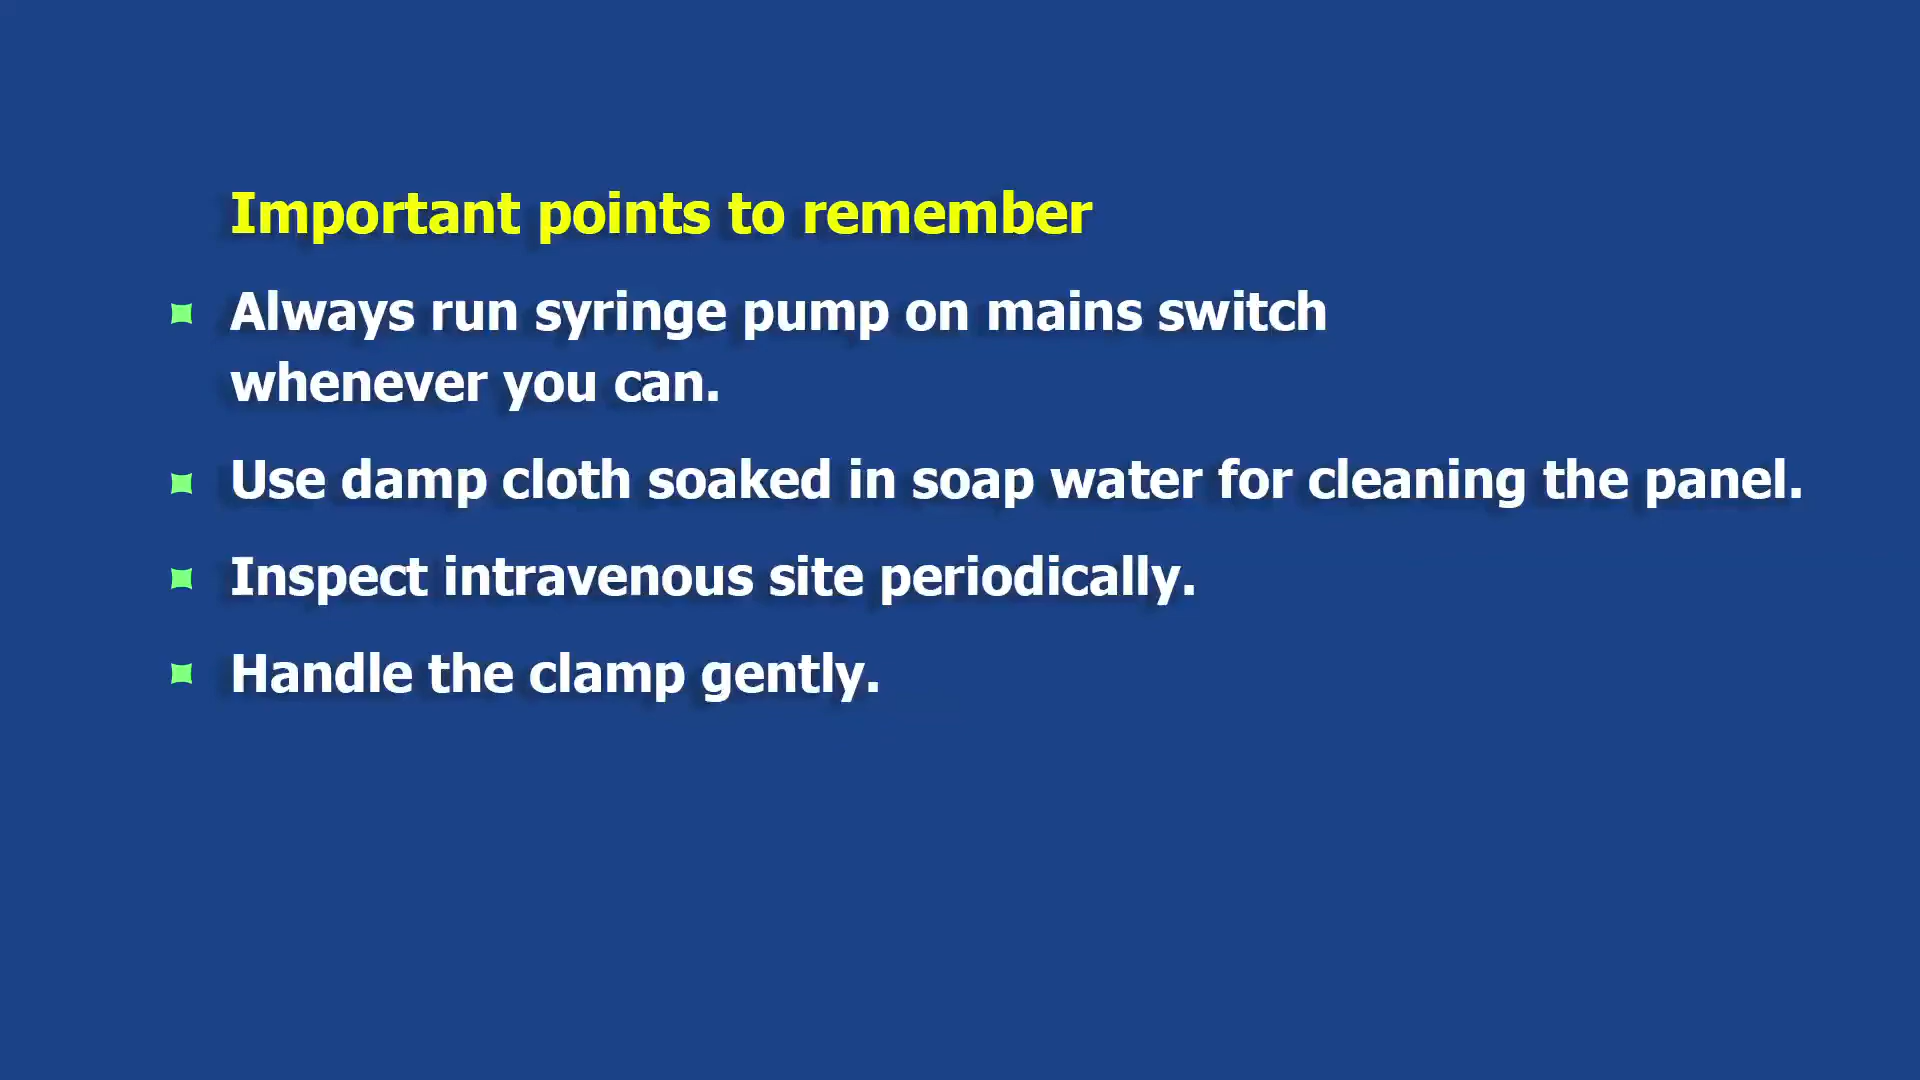 Important points to remember
Always run syringe pump on mains switch
whenever you can.
Use damp cloth soaked in soap water for cleaning the panel.
Inspect intravenous site periodically.
Handle the clamp gently.